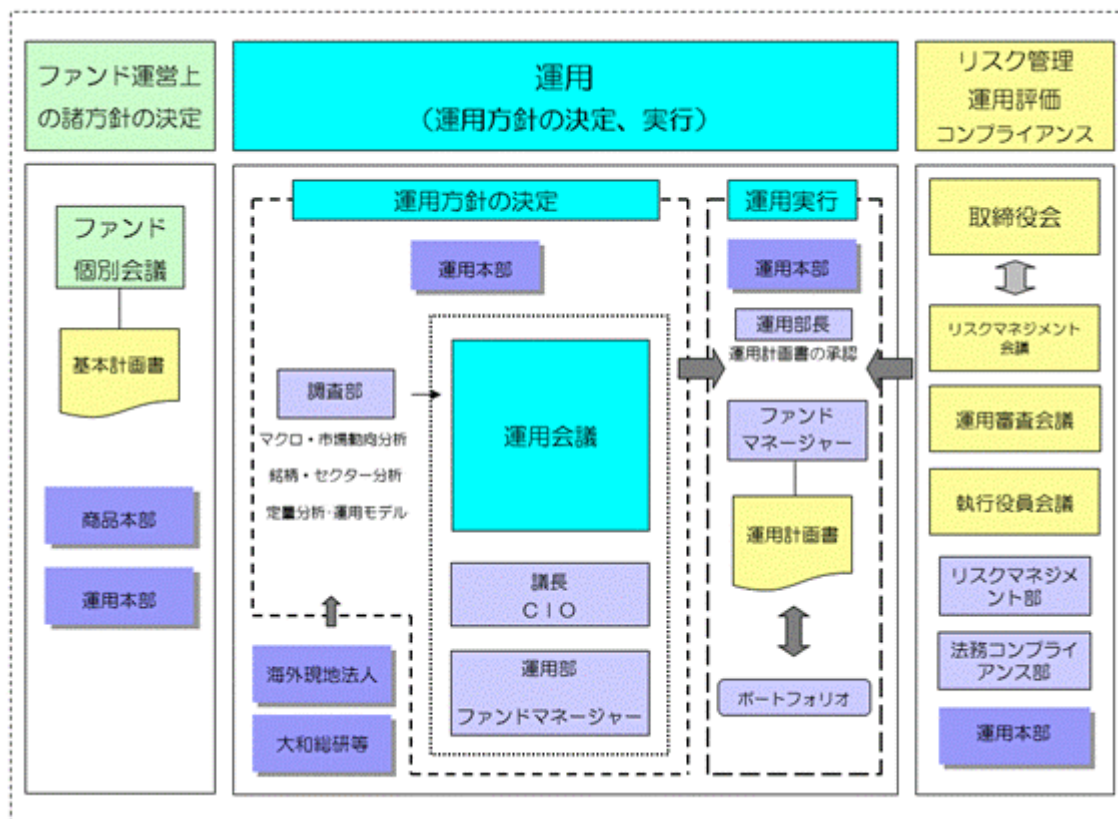 ファンド運営上
の諸方針の決定
ファンド
個別会議
基本計画書
商品本部
運用本部
運用
（運用方針の決定、実行）
運用方針の決定
運用本部
調査部
マクロ・市場動向分析
銘柄・セクター分析
定量分析・運用モデル
海外現地法人
大和総研等
運用会議
議長
ＣＩＯ
運用部
ファンドマネージャー
運用実行
運用本部
運用部長
運用計画書の承認
ファンド
マネージャー
運用計画書
ポートフォリオ
リスク管理
運用評価
コンプライアンス
取締役会
リスクマネジメント
会議
運用審査会議
執行役員会議
リスクマネジメ
ント部
法務コンプライ
アンス部
運用本部